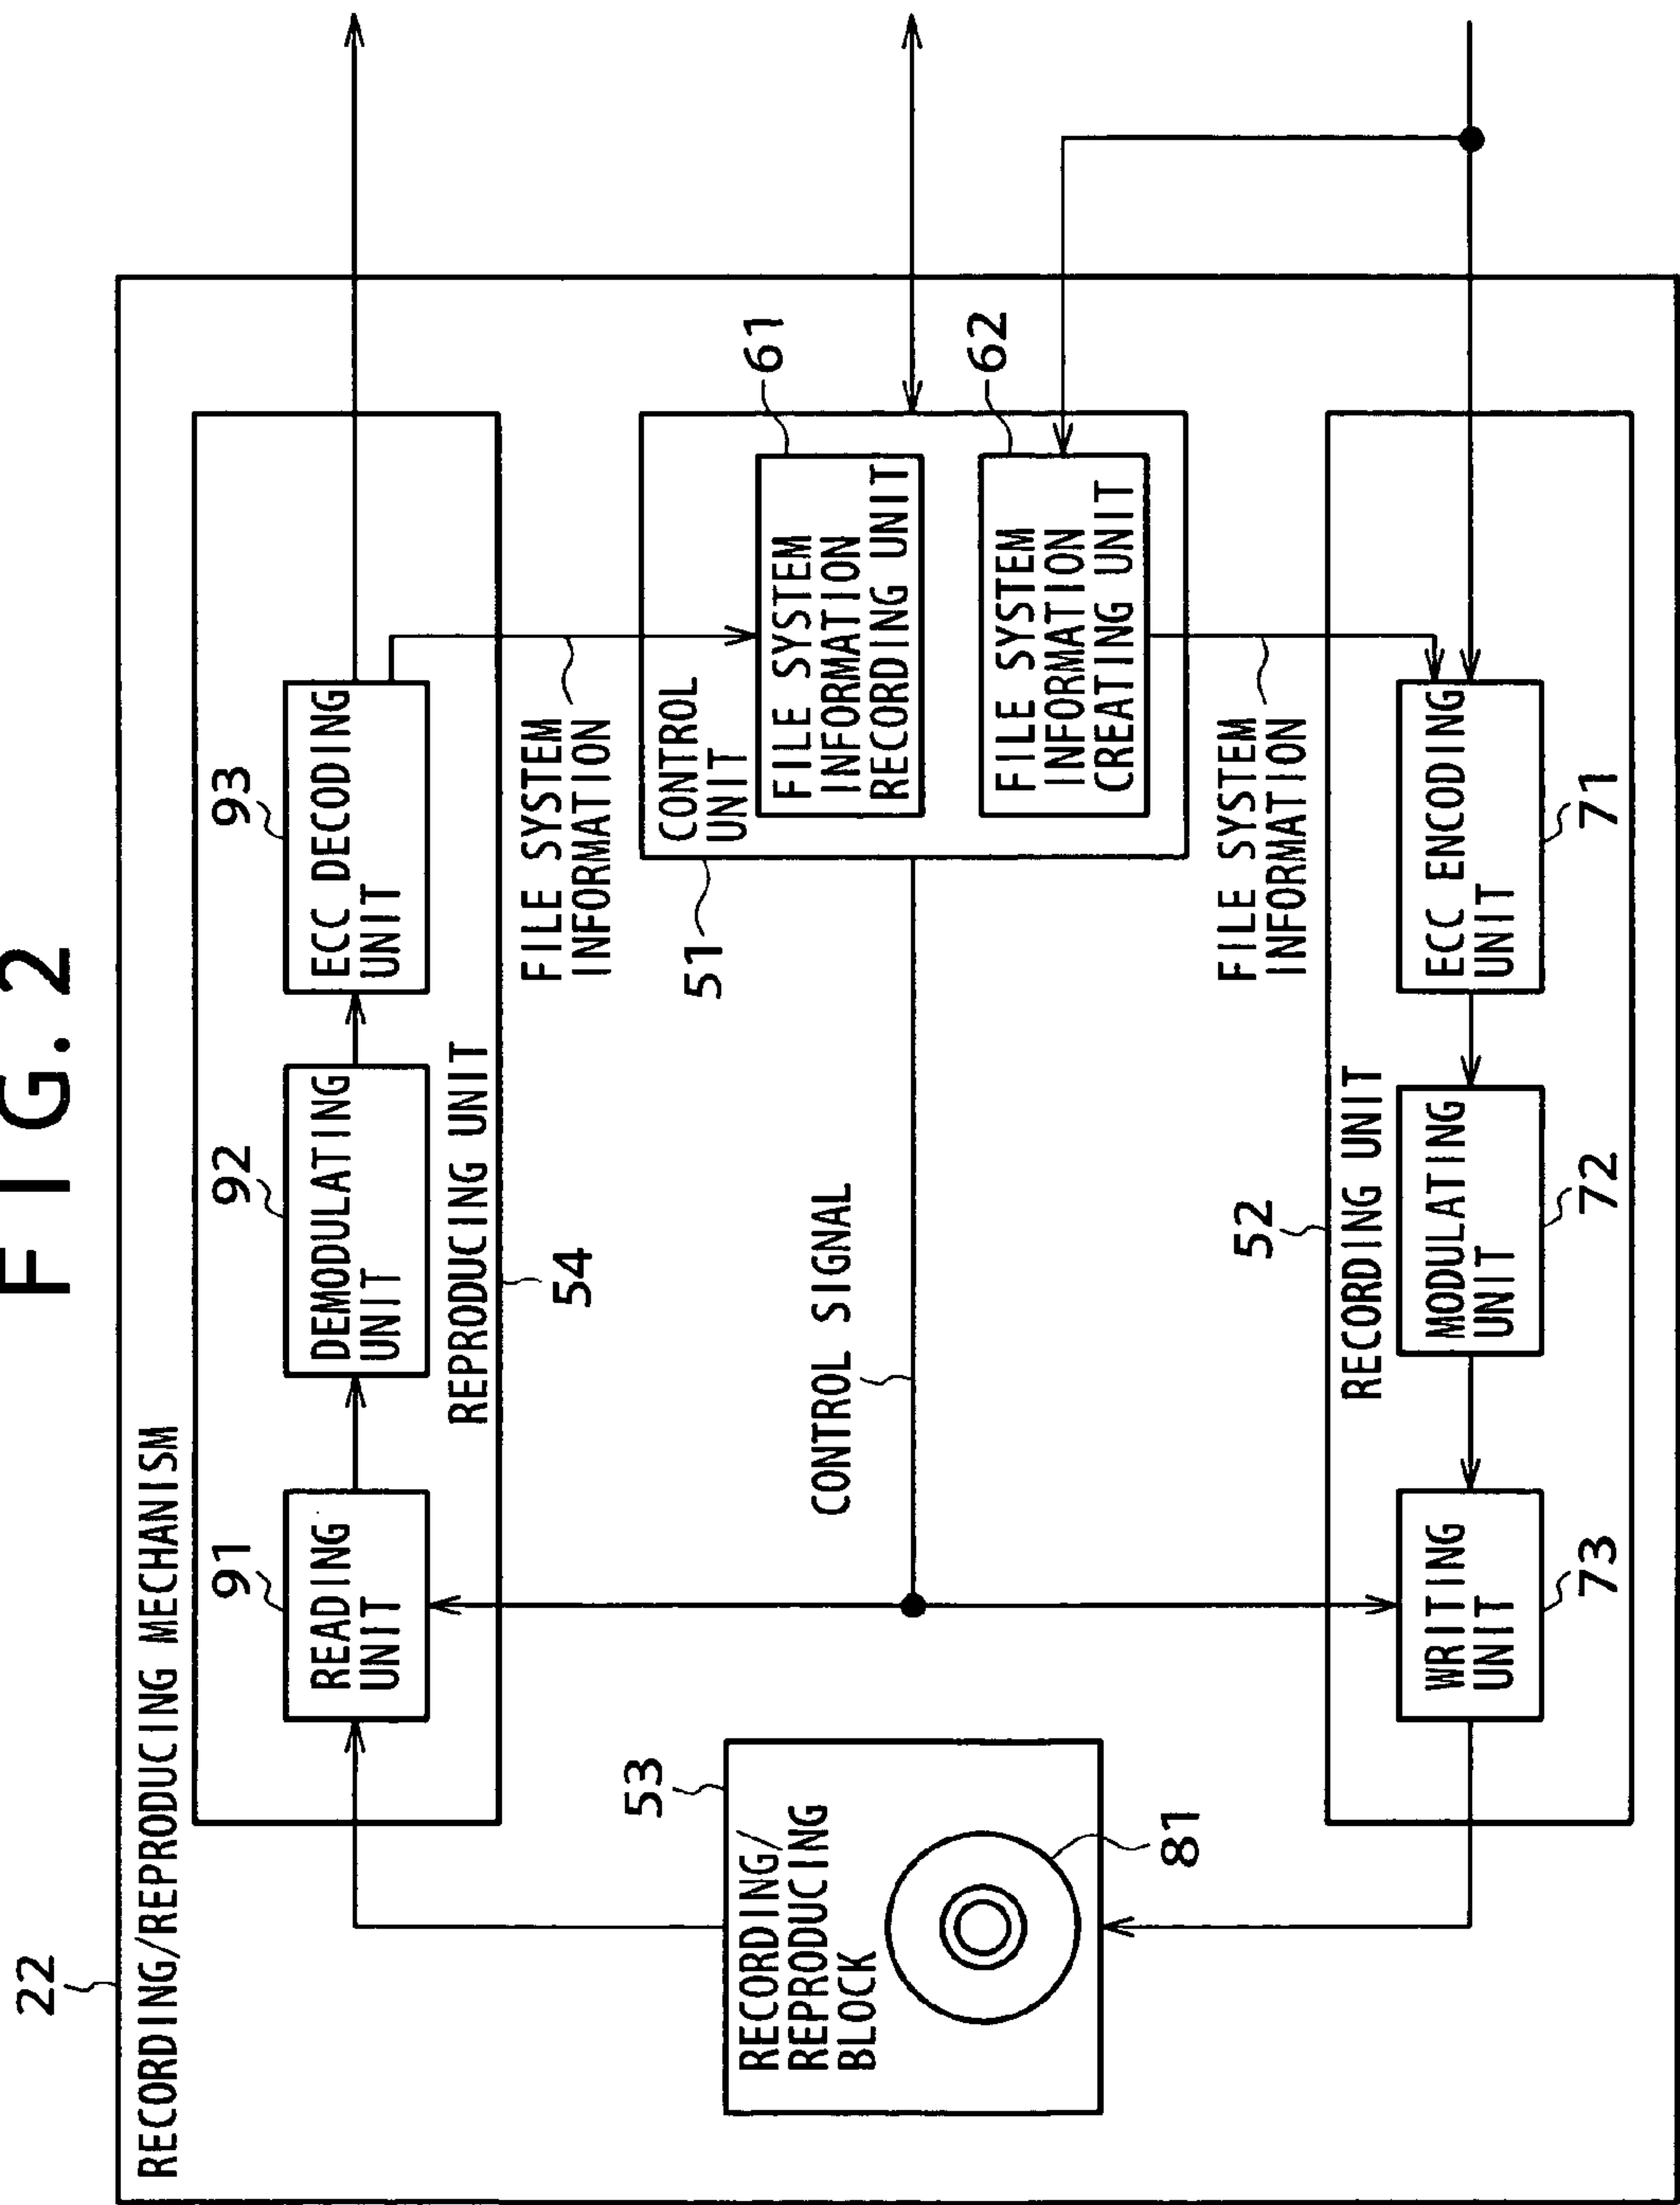 FIG. 2
22
RECORDING/REPRODUCING MECHANISM
91
92
93
READING
UNIT
DEMODULATING
UNIT
ECC DECODING
UNIT
REPRODUCING UNIT
54
FILE SYSTEM
INFORMATION
53
RECORDING/
REPRODUCING
BLOCK
81
CONTROL SIGNAL
51
CONTROL
UNIT
61
FILE SYSTEM
INFORMATION
RECORDING UNIT
62
FILE SYSTEM
INFORMATION
CREATING UNIT
FILE SYSTEM
INFORMATION
52
RECORDING UNIT
WRITING
UNIT
MODULATING
UNIT
ECC ENCODING
UNIT
73
72
71